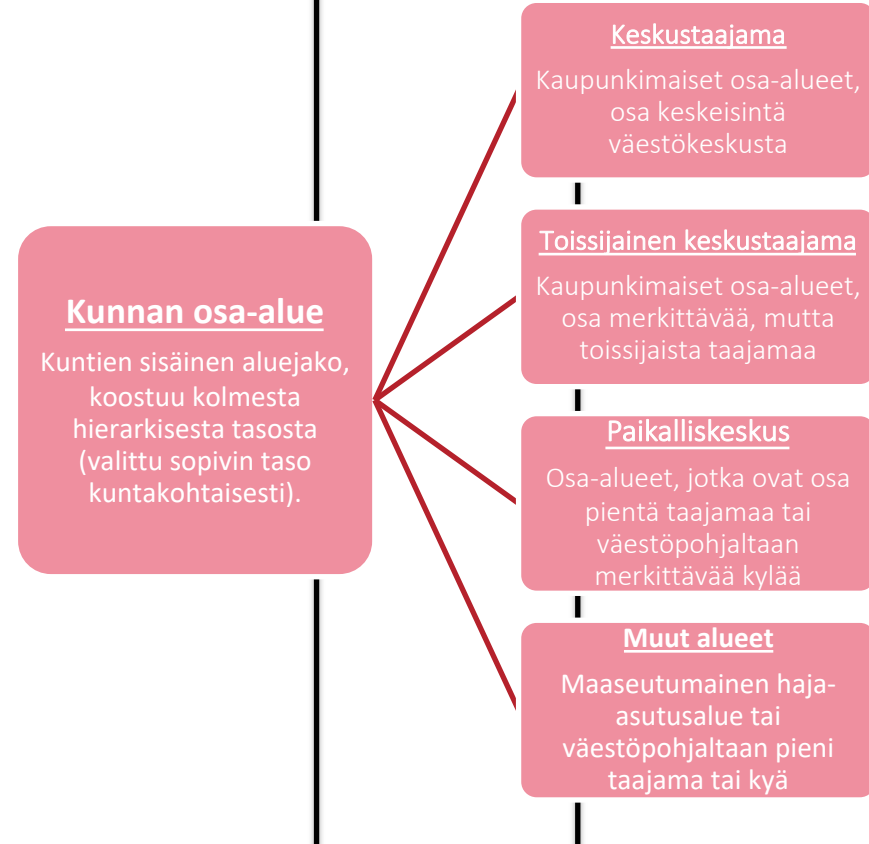 Kunnan osa-alue
Kuntien sisäinen aluejako,
koostuu kolmesta
hierarkisesta tasosta
(valittu sopivin taso
kuntakohtaisesti).
Keskustaajama
Kaupunkimaiset osa-alueet,
osa keskeisintä
väestökeskusta
Toissijainen keskustaajama
Kaupunkimaiset osa-alueet,
osa merkittävää, mutta
toissijaista taajamaa
Paikalliskeskus
Osa-alueet, jotka ovat osa
pientä taajamaa tai
väestöpohjaltaan
merkittävää kylää
Muut alueet
Maaseutumainen haja-
asutusalue tai
väestöpohjaltaan pieni
taajama tai kyä